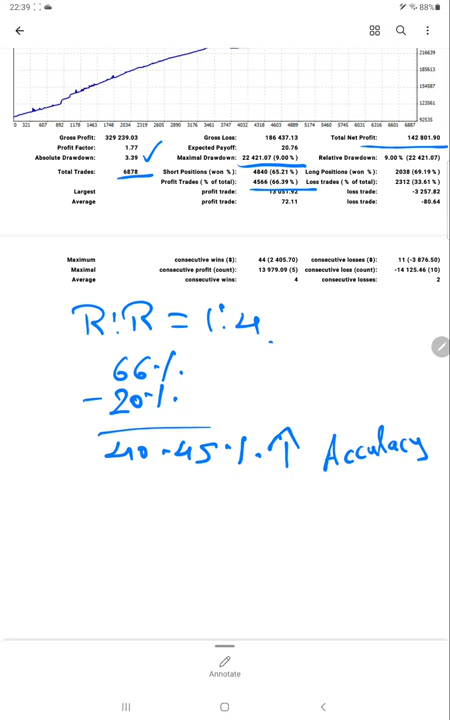 22:39 88%
216639
185613
154587
123561
92535
0 321 607 892 1178 1463 1748 2034 2319 2605 2890 3176 3461 3747 4032 4318 4603 4889 5174 5460 5745 6031 6316 6601 6887
Gross Profit: 329 239.03 Gross Loss: 186 437.13 Total Net Profit: 142 801.90
Profit Factor: 1.77 Expected Payoff: 20.76
Absolute Drawdown: 3.39 Maximal Drawdown: 22 421.07 (9.00 %) Relative Drawdown: 9.00 % (22 421.07)
Total Trades: 6878 Short Positions (won %): 4840 (65.21 %) Long Positions (won %): 2038 (69.19 %)
Profit Trades ( % of total): 4566 (66.39 %) Loss trades (% of total): 2312 (33.61 %)
Largest profit trade: 13 051.92 loss trade: -3 257.82
Average profit trade: 72.11 loss trade: -80.64
Maximum consecutive wins ($): 44 (2 405.70) consecutive losses ($): 11 (-3 876.50)
Maximal consecutive profit (count): 13 979.09 (5) consecutive loss (count): -14 125.46 (10)
Average consecutive wins: 4 consecutive losses: 2
R:R = 1:4.
66%.
- 20%.
40-45%. ↑ Acculacy
Annotate